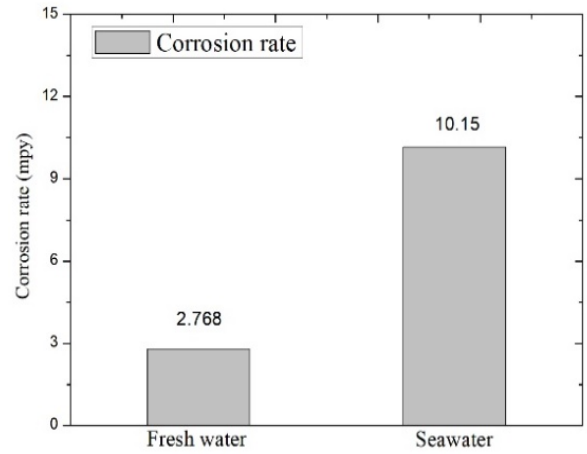 15
Corrosion rate
12
10.15
9
Corrosion rate (mpy)
6
2.768
3
0
Fresh water
Seawater